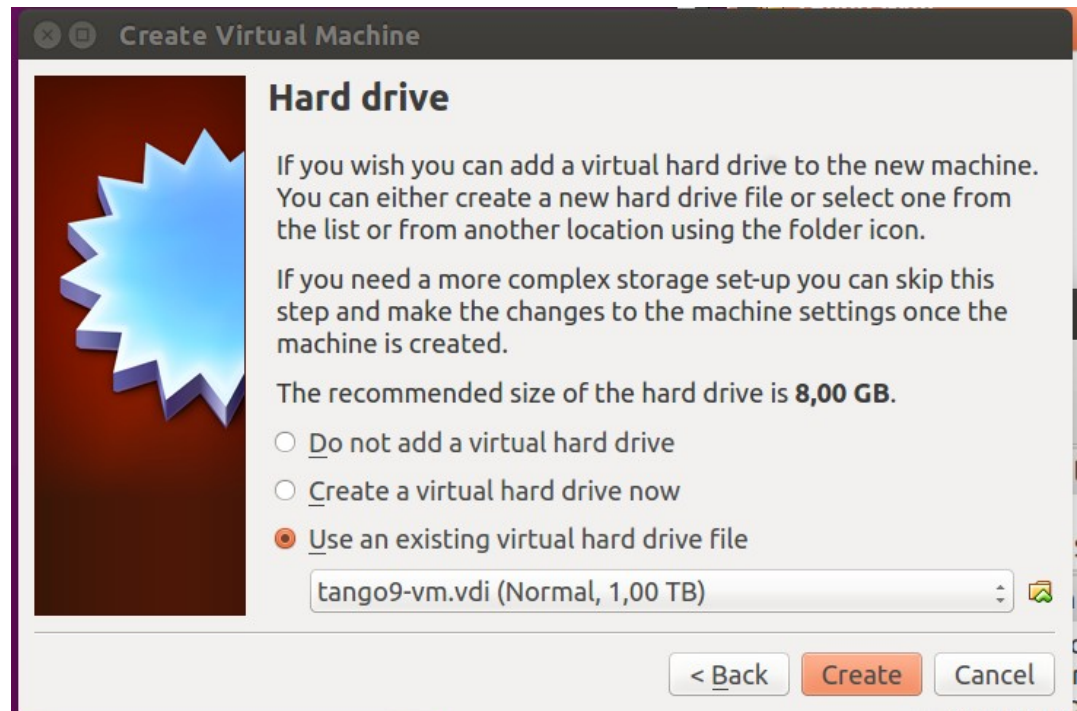 Create Virtual Machine
Hard drive
If you wish you can add a virtual hard drive to the new machine.
You can either create a new hard drive file or select one from
the list or from another location using the folder icon.
If you need a more complex storage set-up you can skip this
step and make the changes to the machine settings once the
machine is created.
The recommended size of the hard drive is 8,00 GB.
Do not add a virtual hard drive
Create a virtual hard drive now
Use an existing virtual hard drive file
tango9-vm.vdi (Normal, 1,00 TB)
< Back Create Cancel